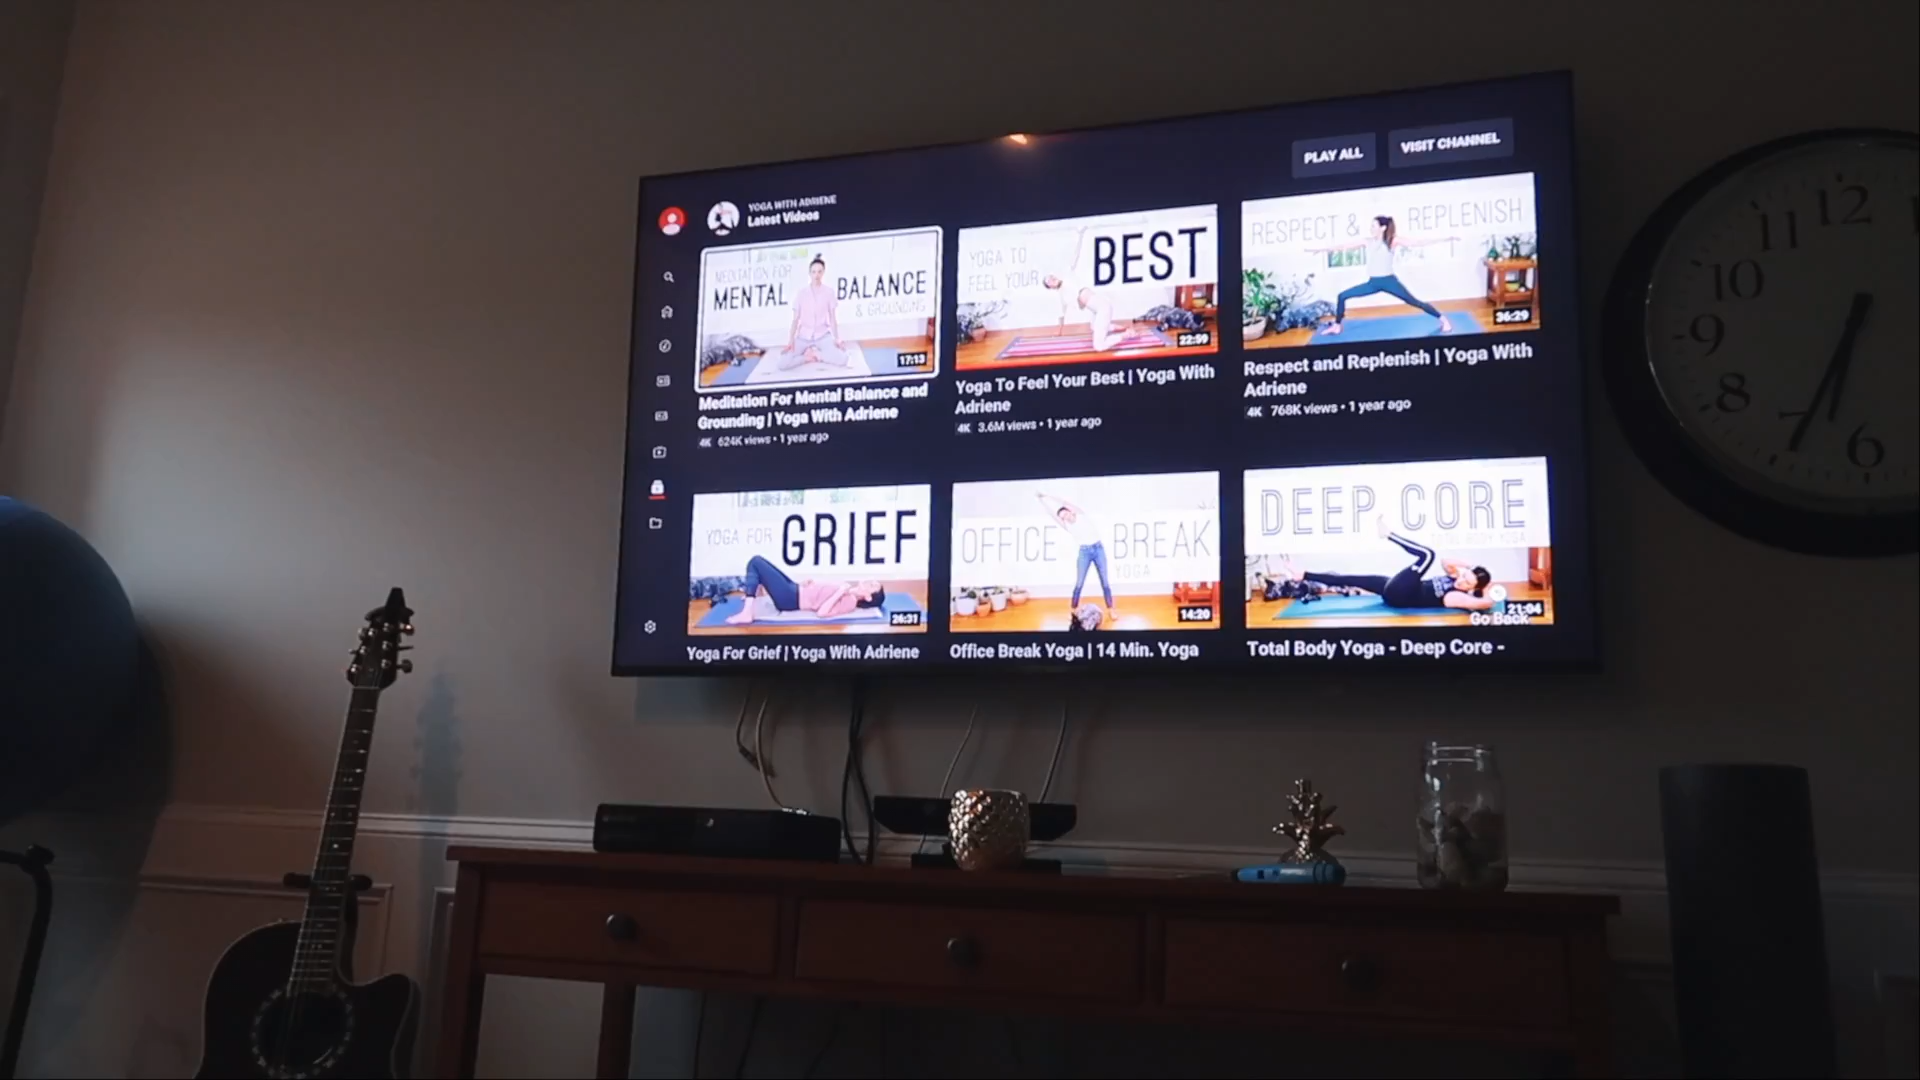 PLAY ALL
VISIT CHANNEL
YOGA WITH ADRIENE
Latest Videos
MEDITATION FOR
MENTAL BALANCE
& GROUNDING
17:13
Meditation For Mental Balance and
Grounding | Yoga With Adriene
4K 624K views • 1 year ago
YOGA TO
FEEL YOUR
BEST
22:59
Yoga To Feel Your Best | Yoga With
Adriene
4K 3.6M views • 1 year ago
RESPECT & REPLENISH
36:29
Respect and Replenish | Yoga With
Adriene
4K 768K views • 1 year ago
YOGA FOR GRIEF
26:31
Yoga For Grief | Yoga With Adriene
OFFICE BREAK
YOGA
14:20
Office Break Yoga | 14 Min. Yoga
DEEP CORE
TOTAL BODY YOGA
21:04
Go Back
Total Body Yoga - Deep Core -
11 12 1
10
9
8
7
6